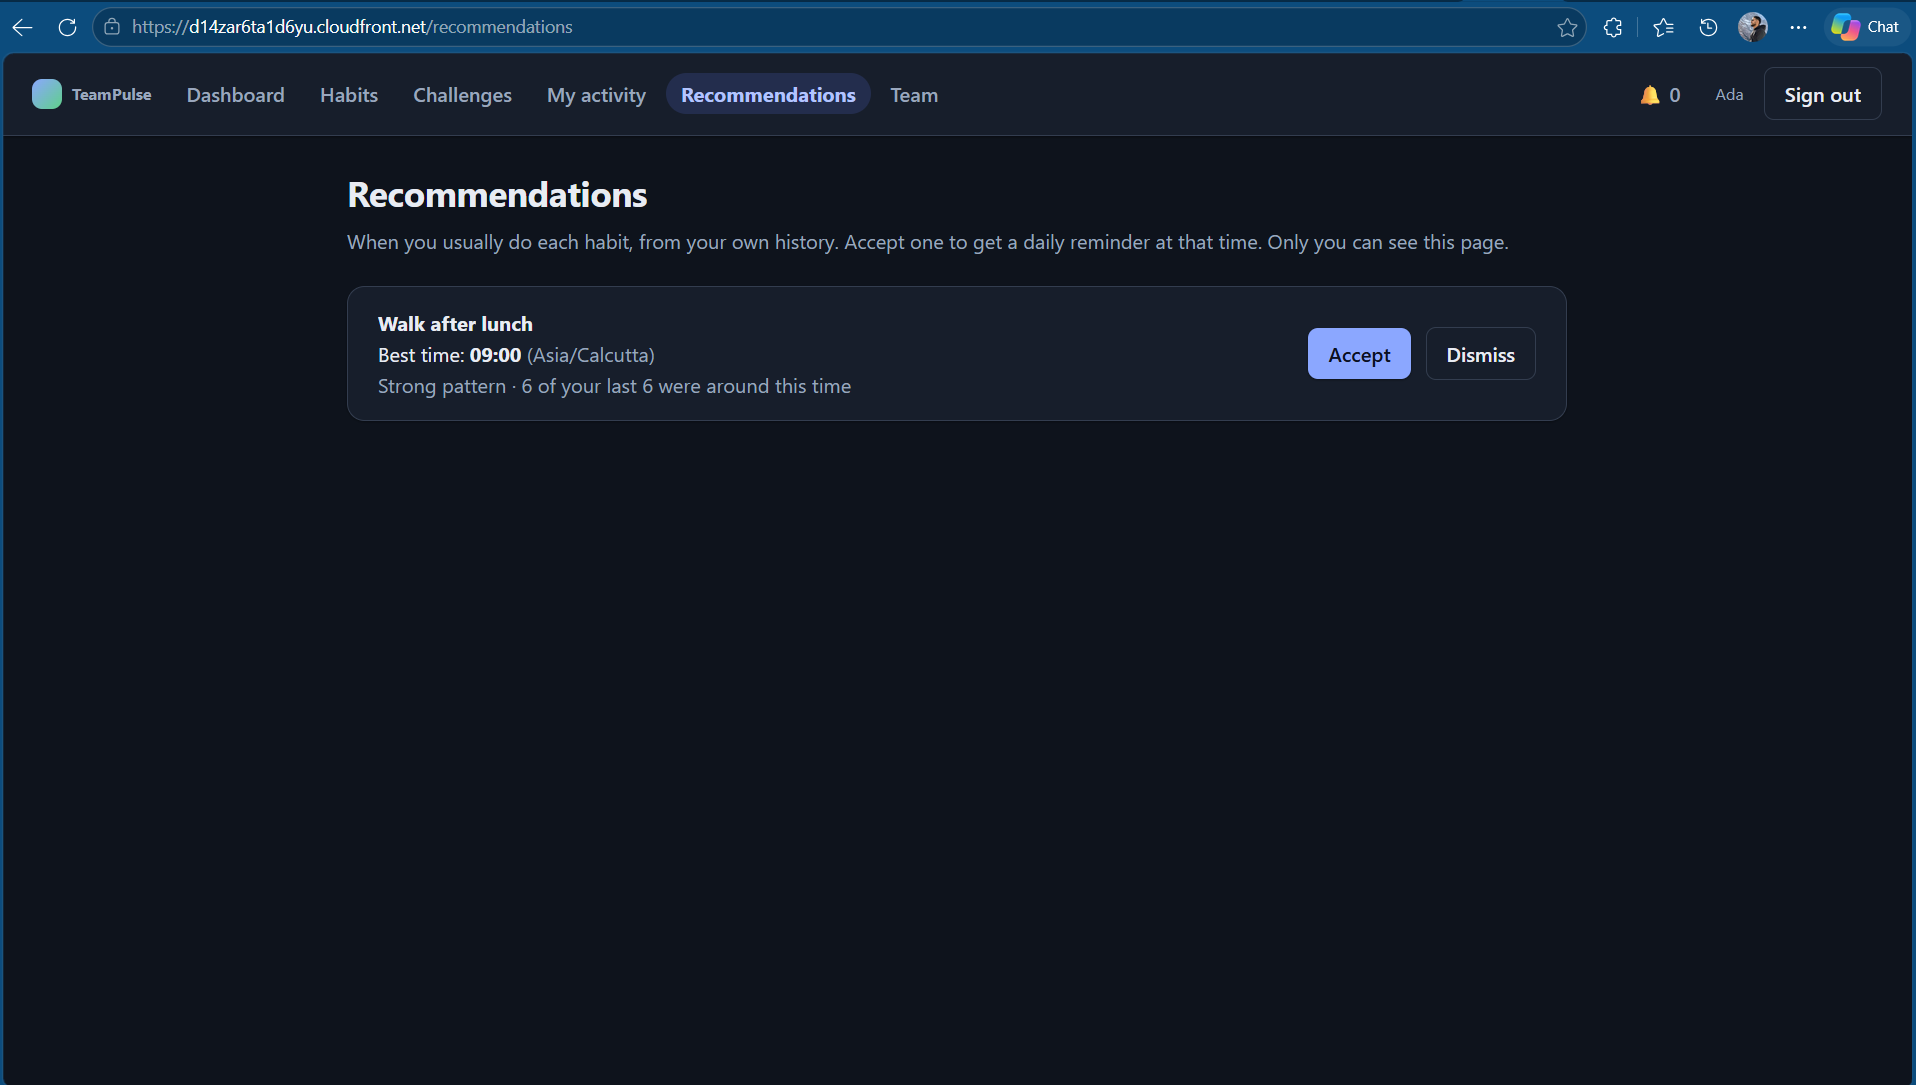 https://d14zar6ta1d6yu.cloudfront.net/recommendations
Chat
TeamPulse Dashboard Habits Challenges My activity Recommendations Team 0 Ada Sign out
Recommendations
When you usually do each habit, from your own history. Accept one to get a daily reminder at that time. Only you can see this page.
Walk after lunch
Best time: 09:00 (Asia/Calcutta)
Strong pattern · 6 of your last 6 were around this time
Accept Dismiss